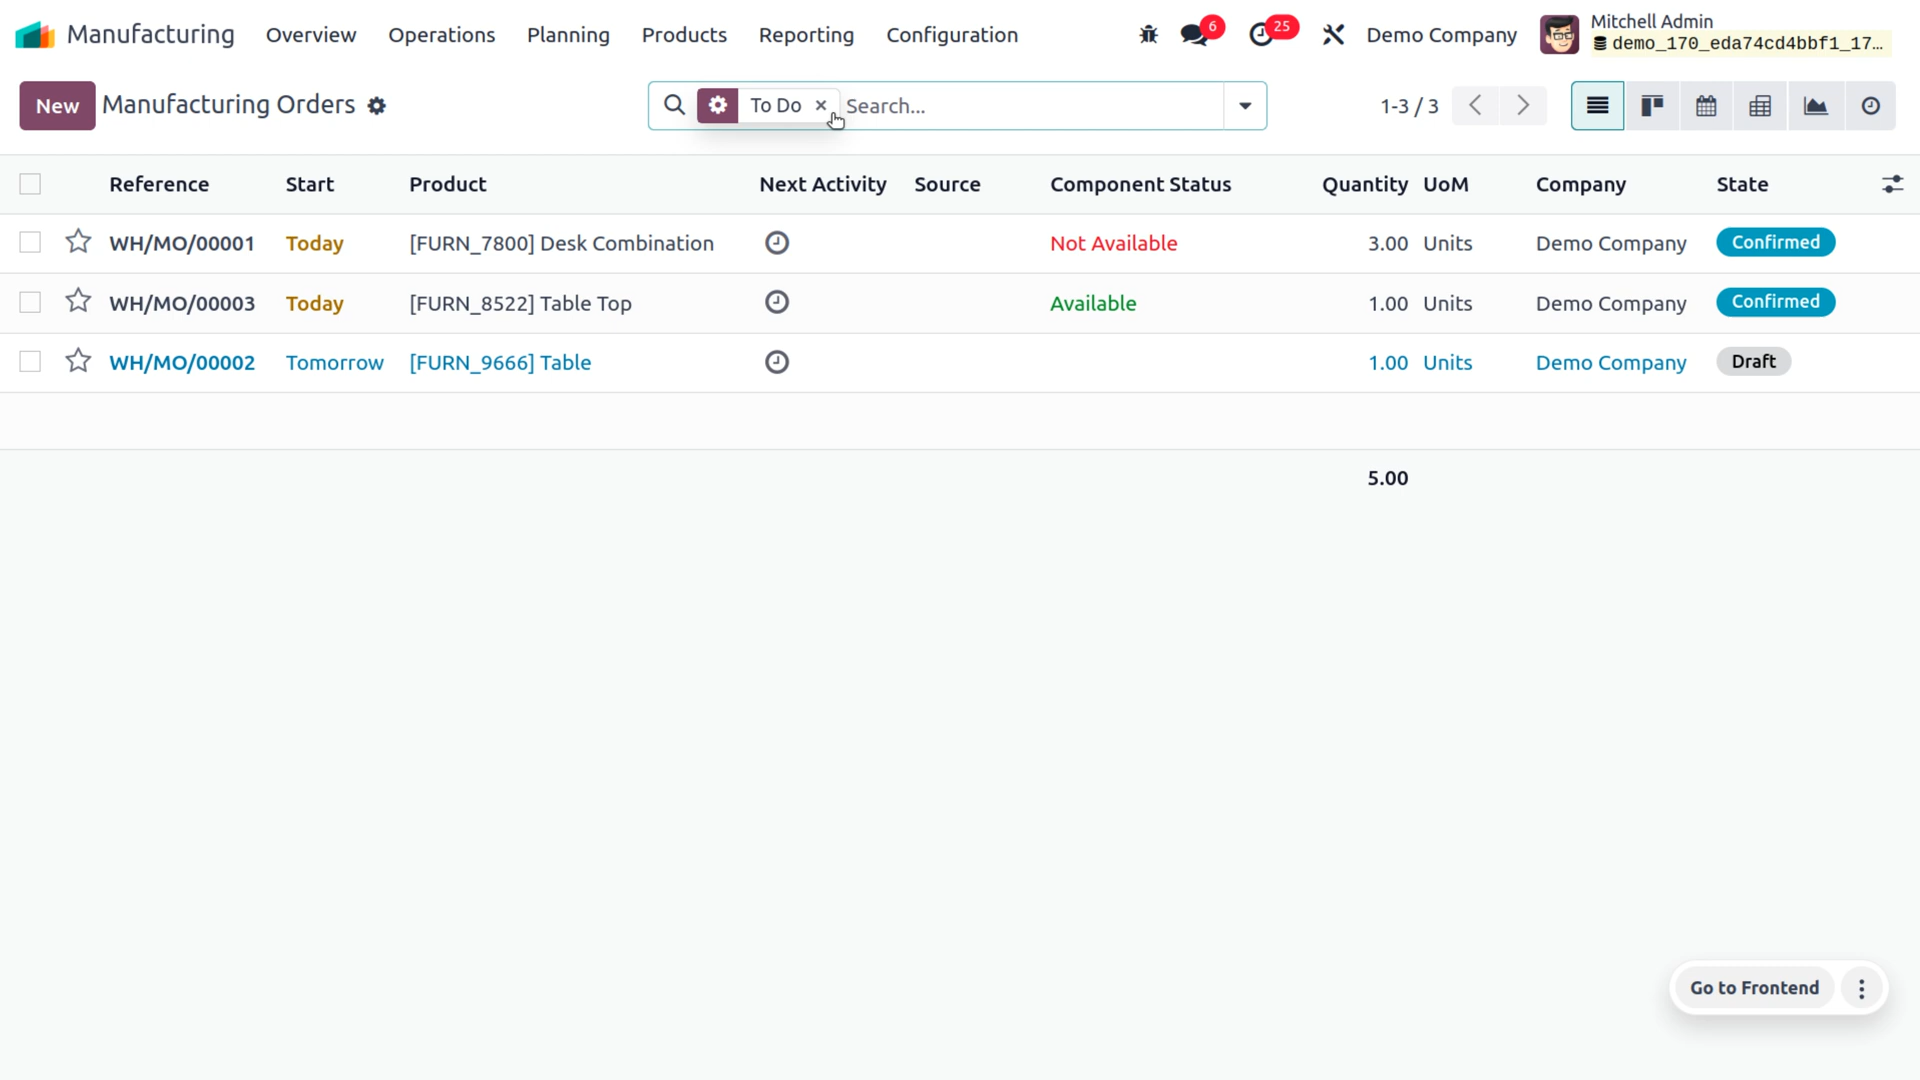 Manufacturing Overview Operations Planning Products Reporting Configuration 6 25 Demo Company Mitchell Admin
demo_170_eda74cd4bbf1_17...
New Manufacturing Orders To Do × Search... 1-3 / 3
Reference Start Product Next Activity Source Component Status Quantity UoM Company State
WH/MO/00001 Today [FURN_7800] Desk Combination Not Available 3.00 Units Demo Company Confirmed
WH/MO/00003 Today [FURN_8522] Table Top Available 1.00 Units Demo Company Confirmed
WH/MO/00002 Tomorrow [FURN_9666] Table 1.00 Units Demo Company Draft
5.00
Go to Frontend